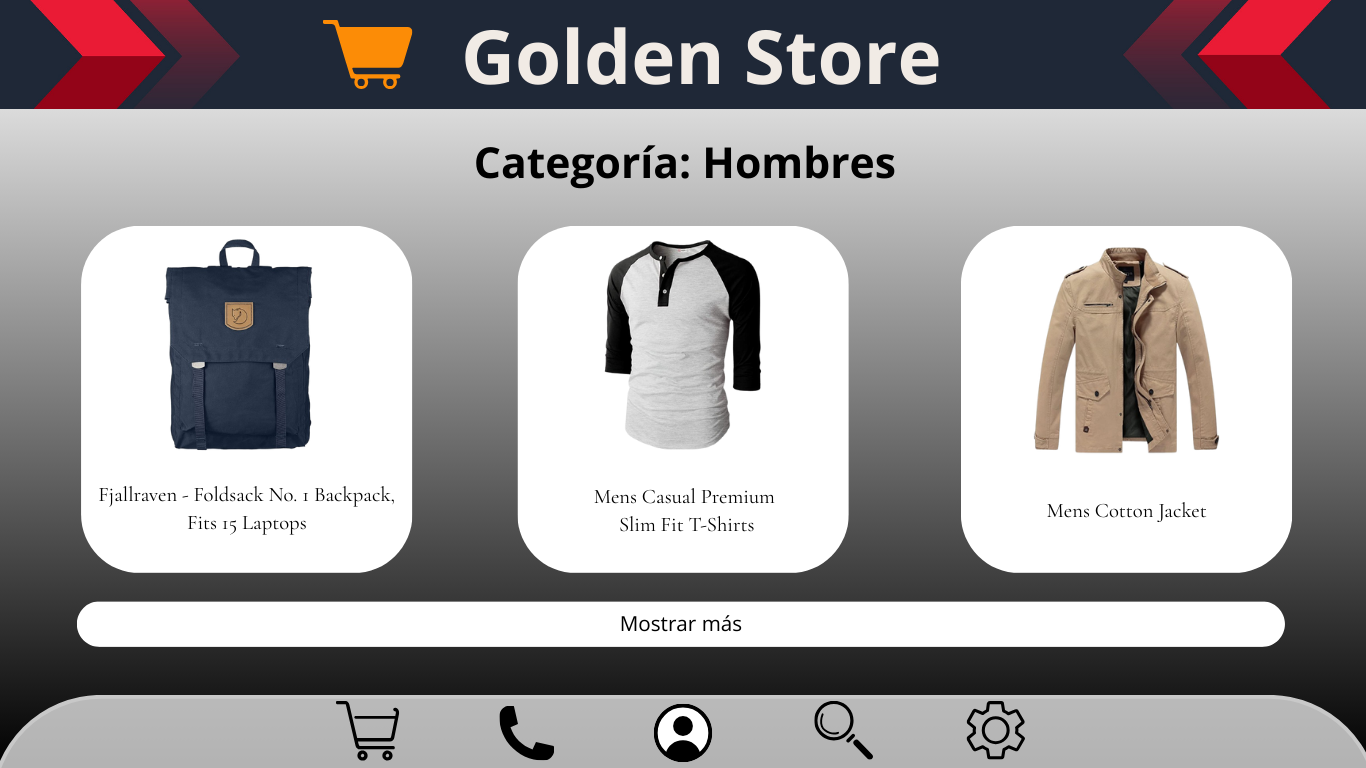 Golden Store
Categoría: Hombres
Fjallraven - Foldsack No. 1 Backpack,
Fits 15 Laptops
Mens Casual Premium
Slim Fit T-Shirts
Mens Cotton Jacket
Mostrar más